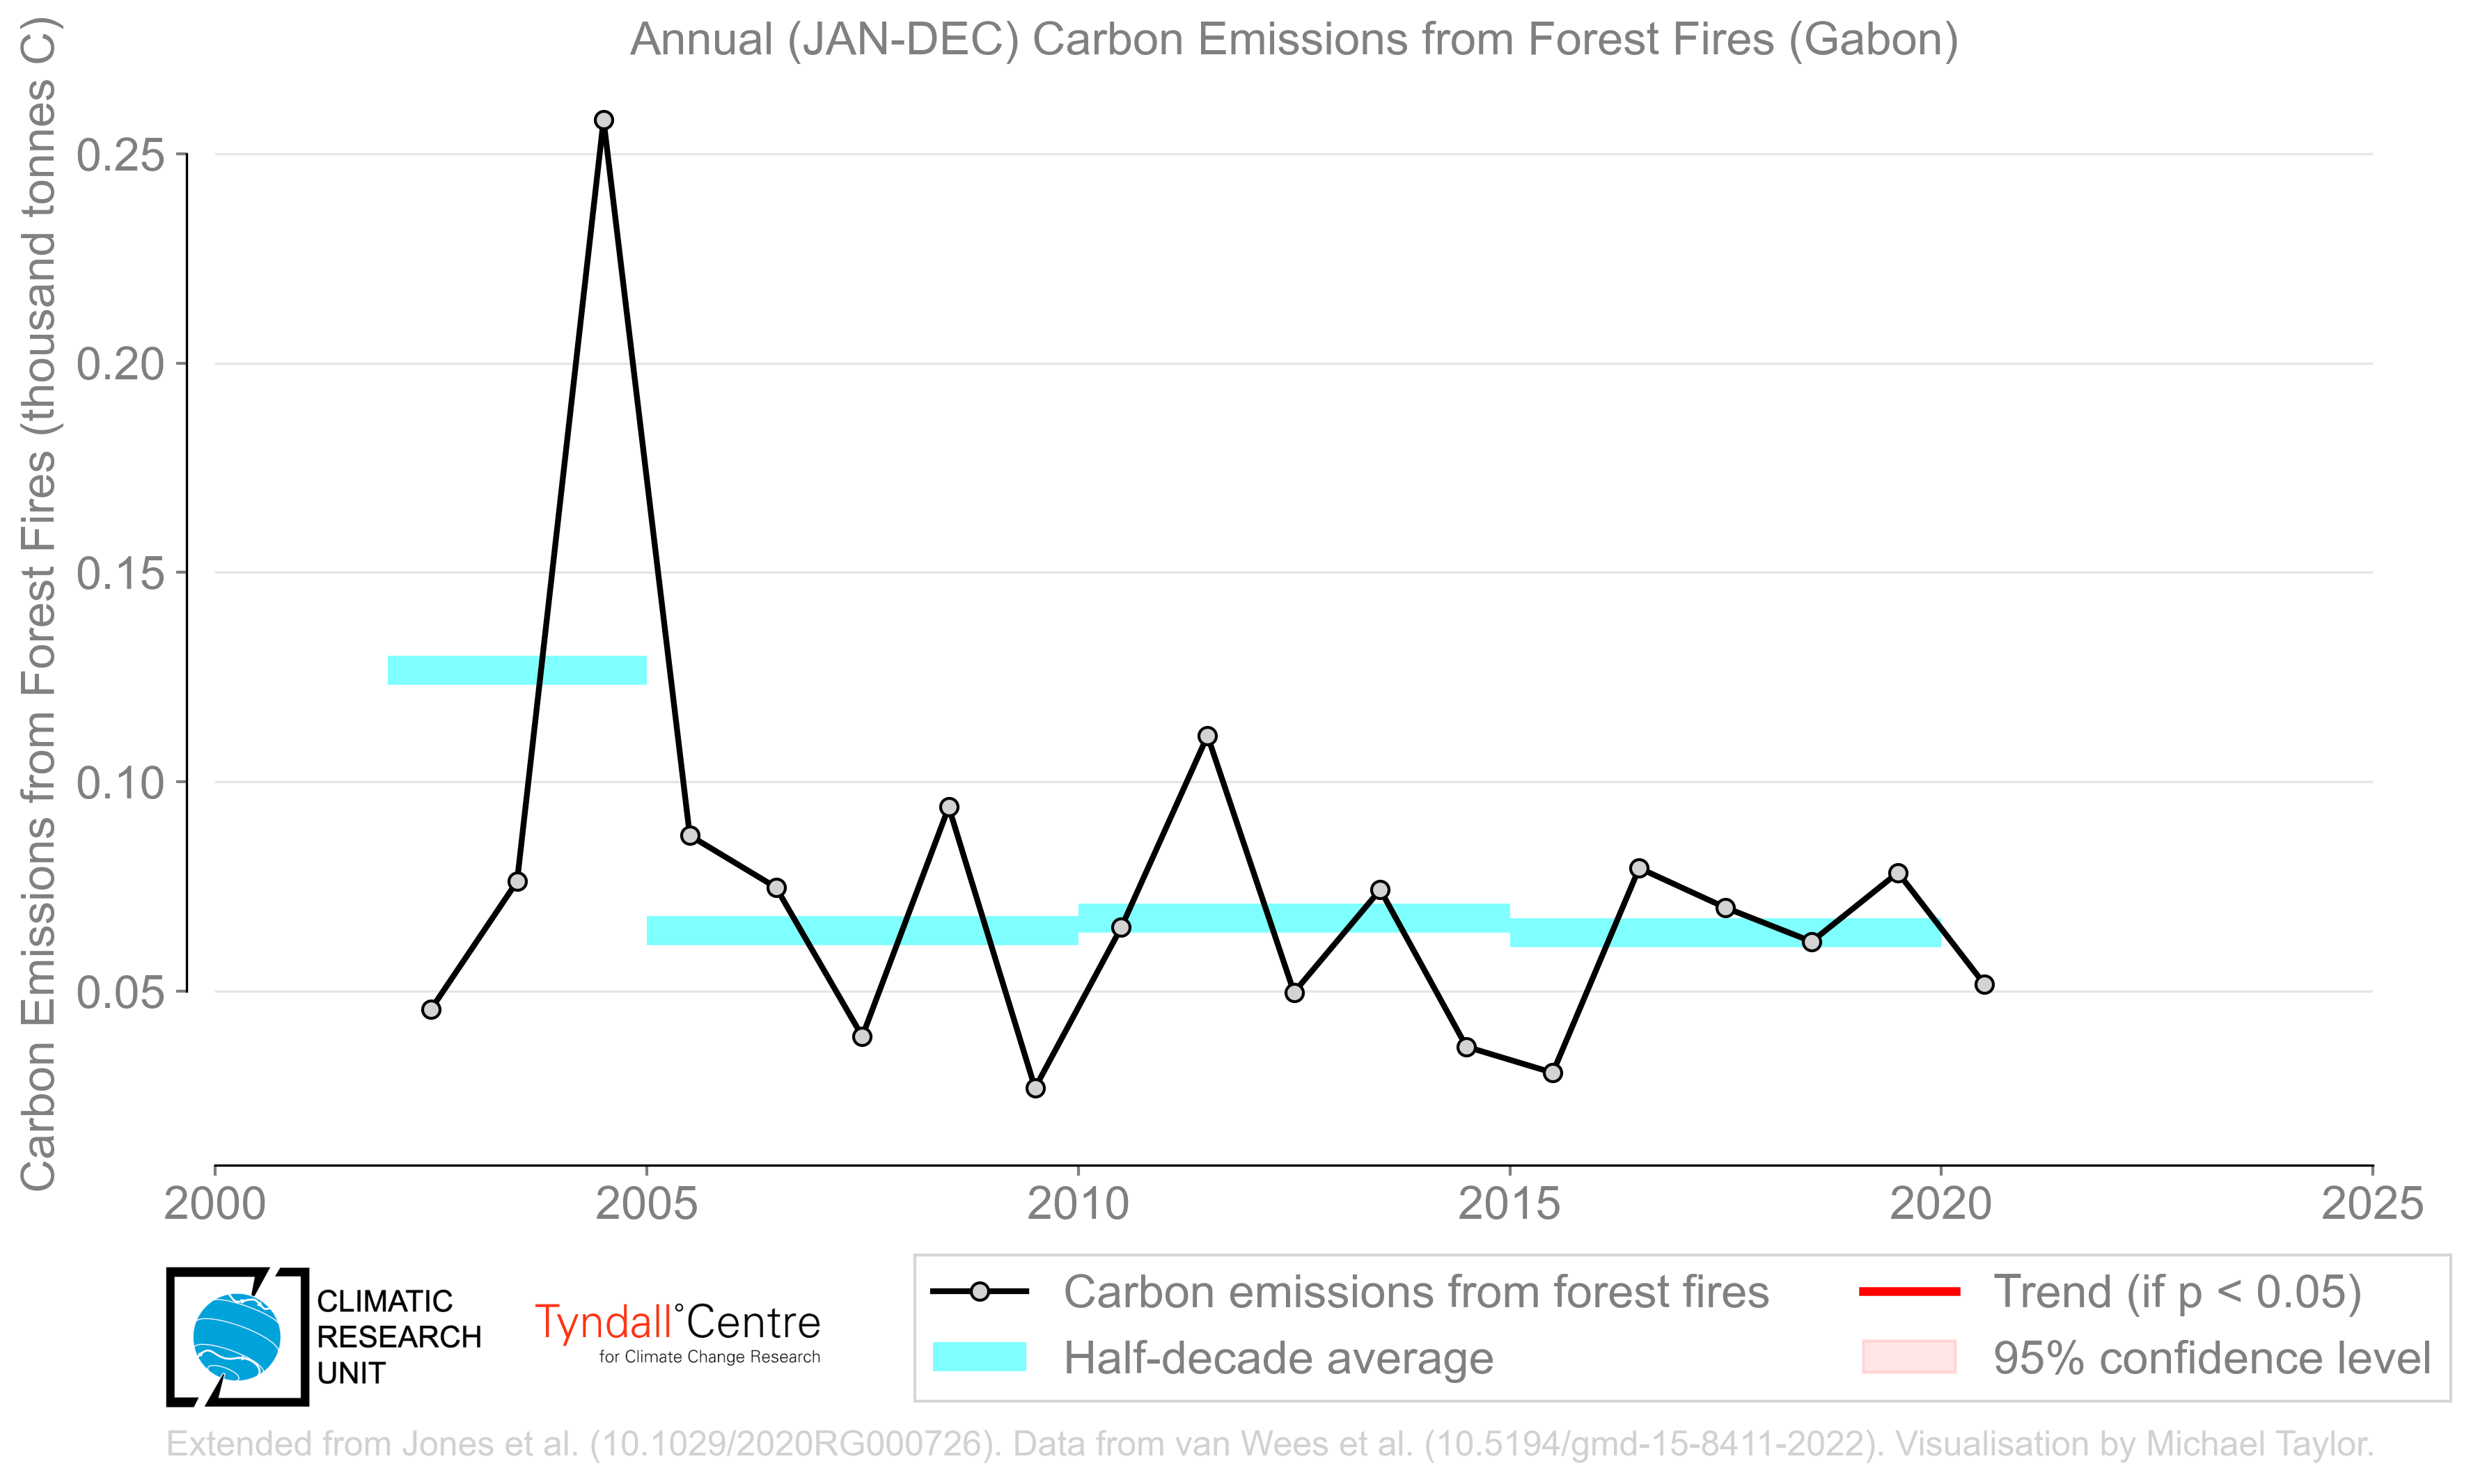 Annual (JAN-DEC) Carbon Emissions from Forest Fires (Gabon)
Carbon Emissions from Forest Fires (thousand tonnes C)
0.25
0.20
0.15
0.10
0.05
2000
2005
2010
2015
2020
2025
CLIMATIC
RESEARCH
UNIT
Tyndall°Centre
for Climate Change Research
Carbon emissions from forest fires
Half-decade average
Trend (if p < 0.05)
95% confidence level
Extended from Jones et al. (10.1029/2020RG000726). Data from van Wees et al. (10.5194/gmd-15-8411-2022). Visualisation by Michael Taylor.